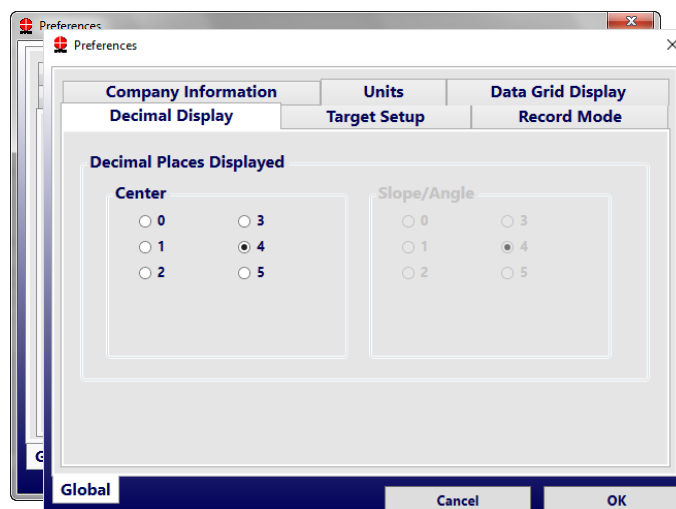 Preferences
Preferences
Company Information Units Data Grid Display
Decimal Display Target Setup Record Mode
Decimal Places Displayed
Center Slope/Angle
0 3 0 3
1 4 1 4
2 5 2 5
G
Global
Cancel OK